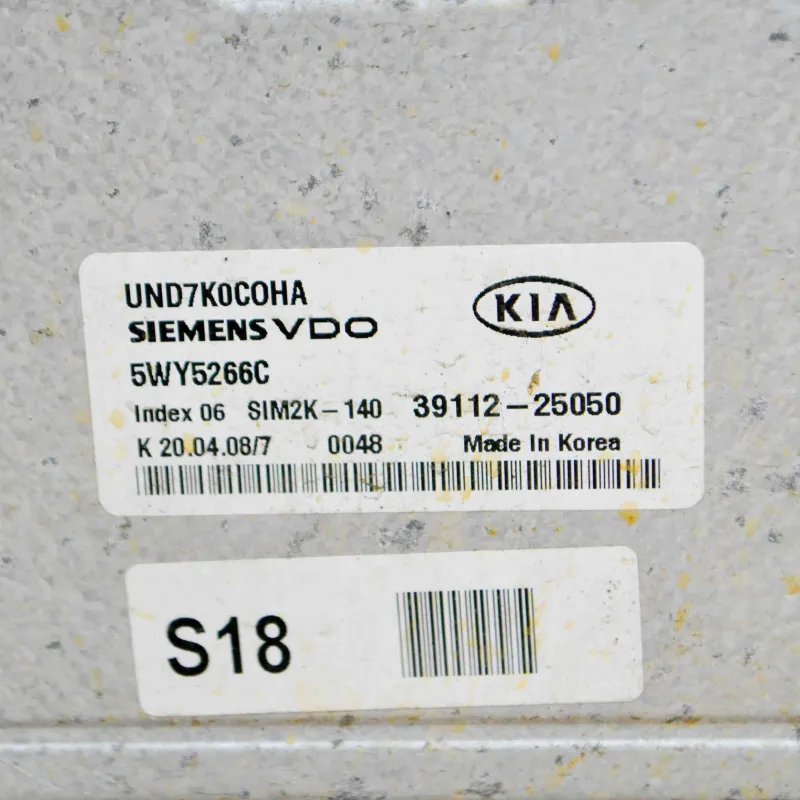 UND7K0C0HA
KIA
SIEMENS VDO
5WY5266C
Index 06 SIM2K-140 39112-25050
K 20.04.08/7 0048 Made In Korea
S18